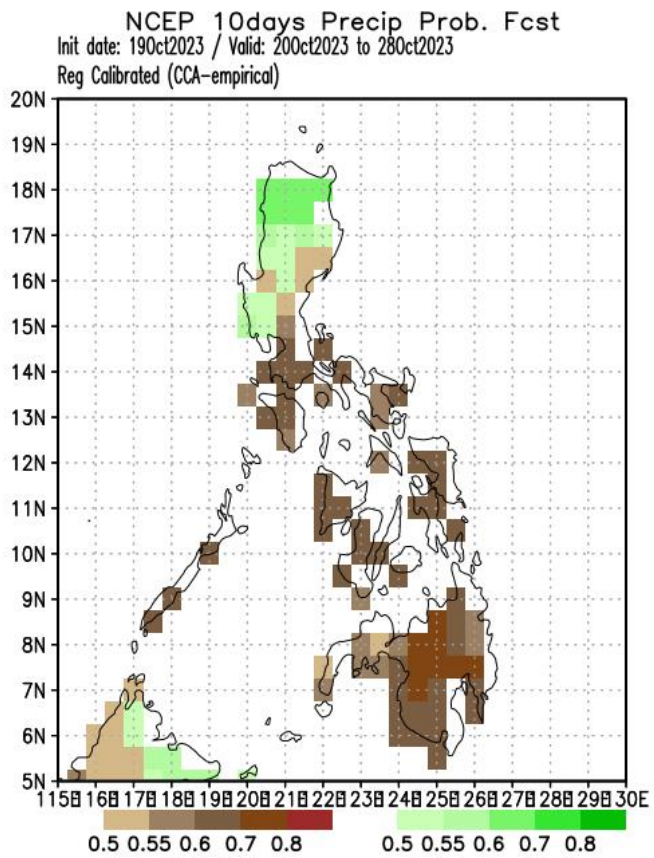 NCEP 10days Precip Prob. Fcst
Init date: 19Oct2023 / Valid: 20Oct2023 to 28Oct2023
Reg Calibrated (CCA-empirical)
20N
19N
18N
17N
16N
15N
14N
13N
12N
11N
10N
9N
8N
7N
6N
5N
115E 116E 117E 118E 119E 120E 121E 122E 123E 124E 125E 126E 127E 128E 129E 130E
0.5 0.55 0.6 0.7 0.8 0.5 0.55 0.6 0.7 0.8